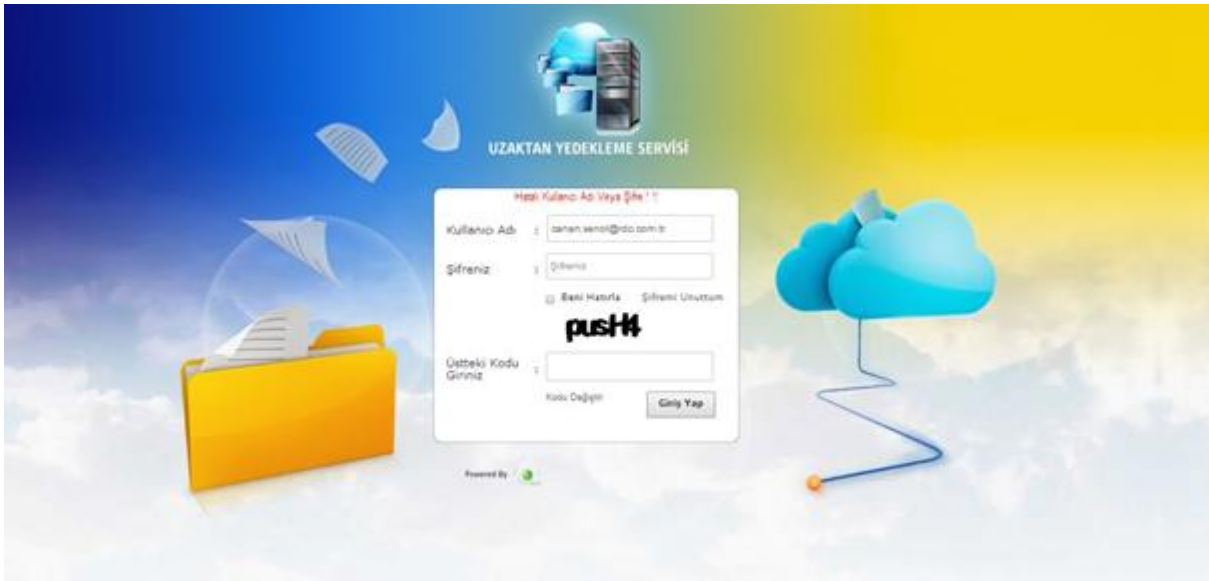 UZAKTAN YEDEKLEME SERVİSİ
Hatalı Kullanıcı Adı Veya Şifre ! !!
Kullanıcı Adı :
Şifreniz : Şifreniz
Beni Hatırla Şifremi Unuttum
pusH4
Üstteki Kodu Giriniz :
Kodu Değiştir Giriş Yap
Powered By